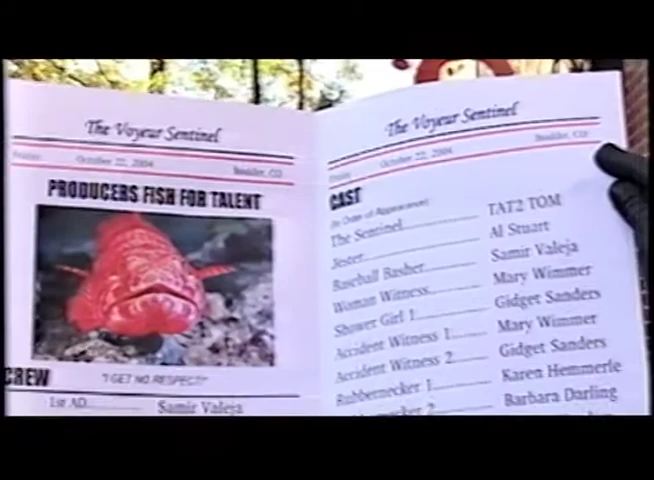 The Voyeur Sentinel
Friday October 22, 2004 Boulder, CO
PRODUCERS FISH FOR TALENT
"I GET NO RESPECT!"
CREW
1st AD Samir Valeja
The Voyeur Sentinel
Friday October 22, 2004 Boulder, CO
CAST
(In Order of Appearance)
The Sentinel TAT2 TOM
Jester Al Stuart
Baseball Basher Samir Valeja
Woman Witness Mary Wimmer
Shower Girl 1 Gidget Sanders
Accident Witness 1 Mary Wimmer
Accident Witness 2 Gidget Sanders
Rubbernecker 1 Karen Hemmerle
2 Barbara Darling